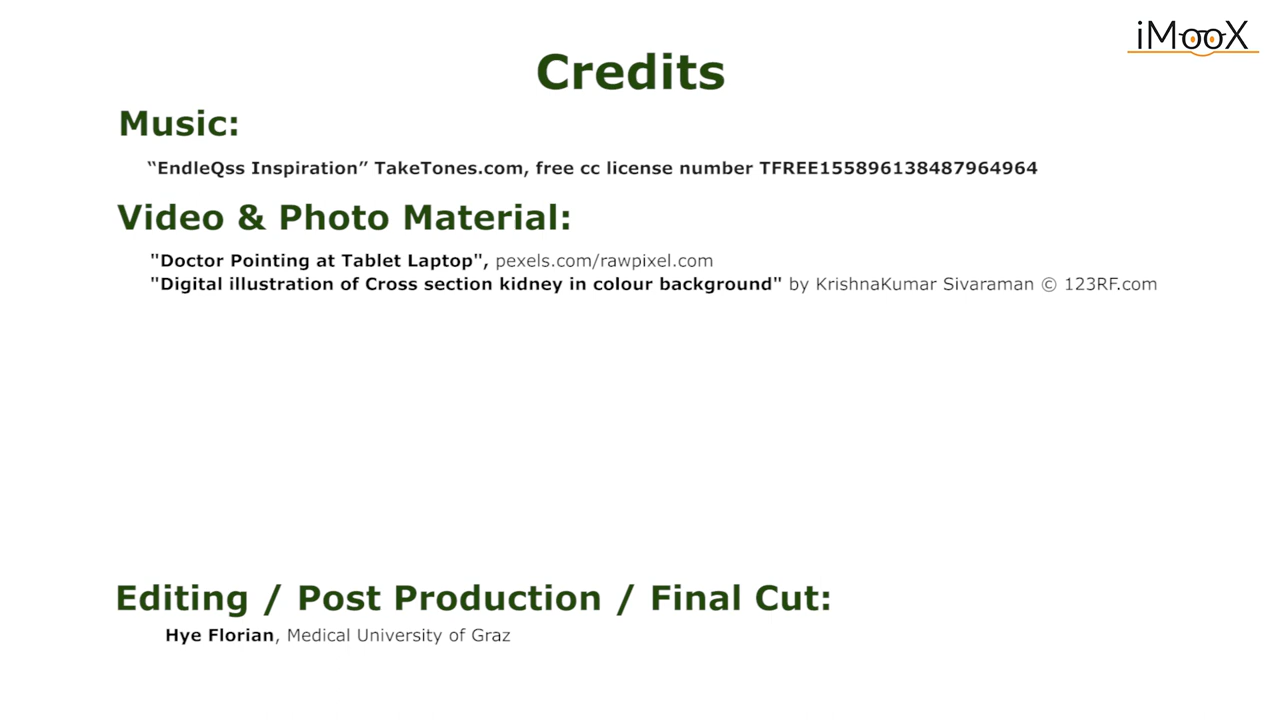 iMooX
Credits
Music:
“EndleQss Inspiration” TakeTones.com, free cc license number TFREE155896138487964964
Video & Photo Material:
"Doctor Pointing at Tablet Laptop", pexels.com/rawpixel.com
"Digital illustration of Cross section kidney in colour background" by KrishnaKumar Sivaraman © 123RF.com
Editing / Post Production / Final Cut:
Hye Florian, Medical University of Graz